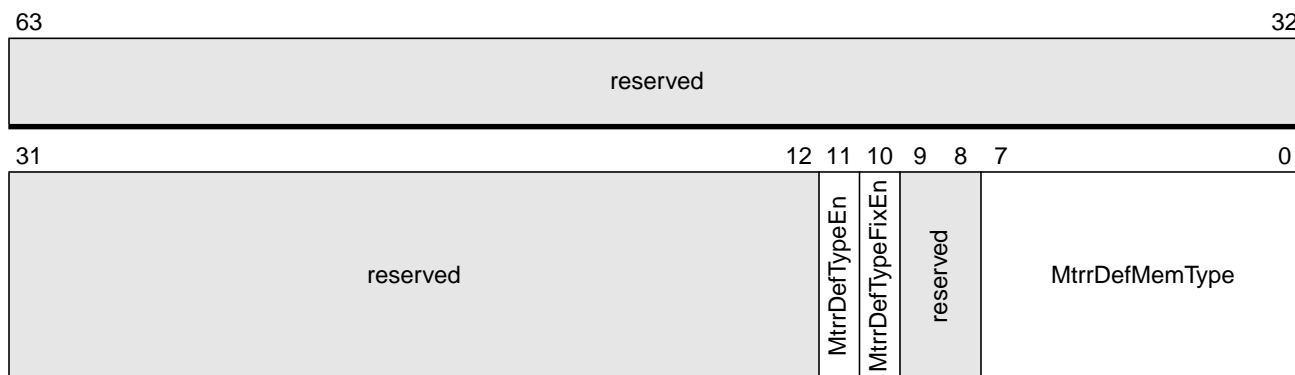 63 32
reserved
31 12 11 10 9 8 7 0
reserved
MtrrDefTypeEn
MtrrDefTypeFixEn
reserved
MtrrDefMemType